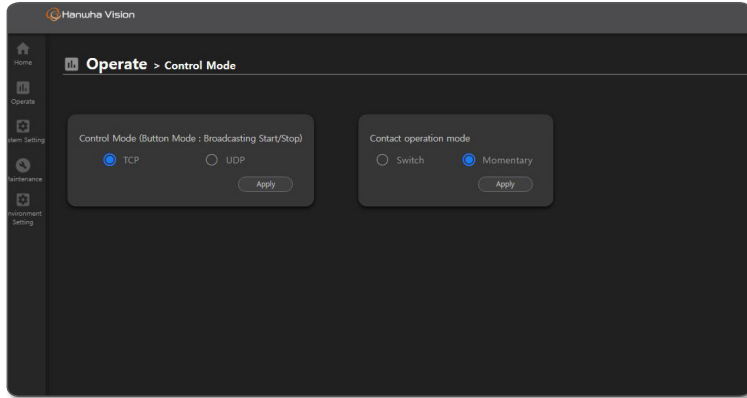 Hanwha Vision
Home
Operate > Control Mode
Operate
stem Setting
Maintenance
nvironment
Setting
Control Mode (Button Mode : Broadcasting Start/Stop)
TCP UDP
Apply
Contact operation mode
Switch Momentary
Apply